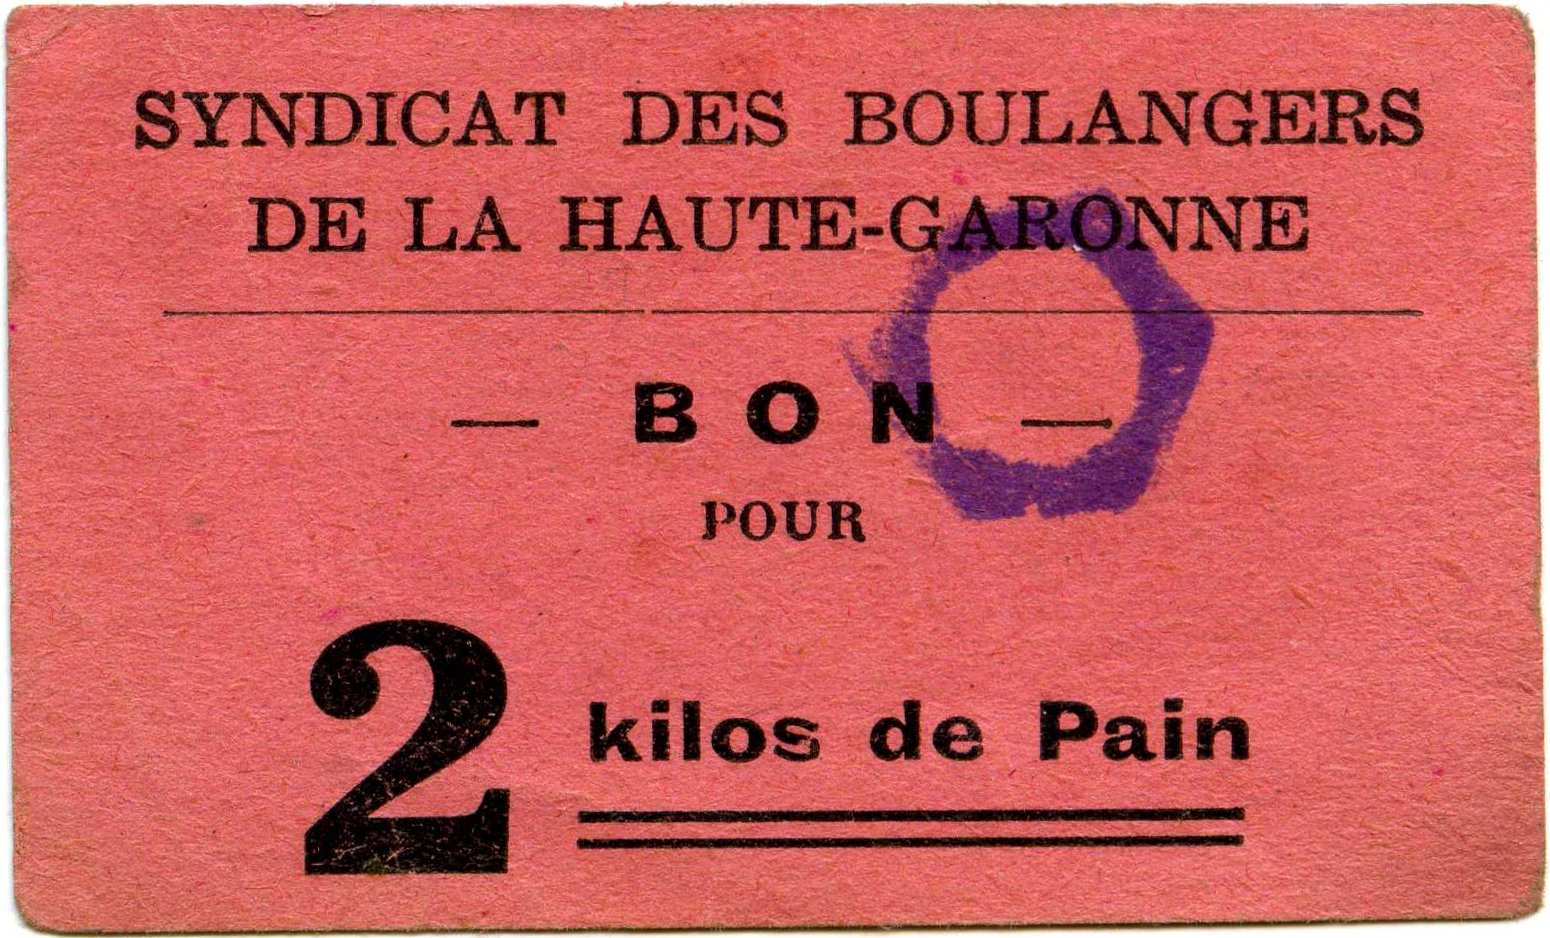 SYNDICAT DES BOULANGERS
DE LA HAUTE-GARONNE
— BON —
POUR
2 kilos de Pain